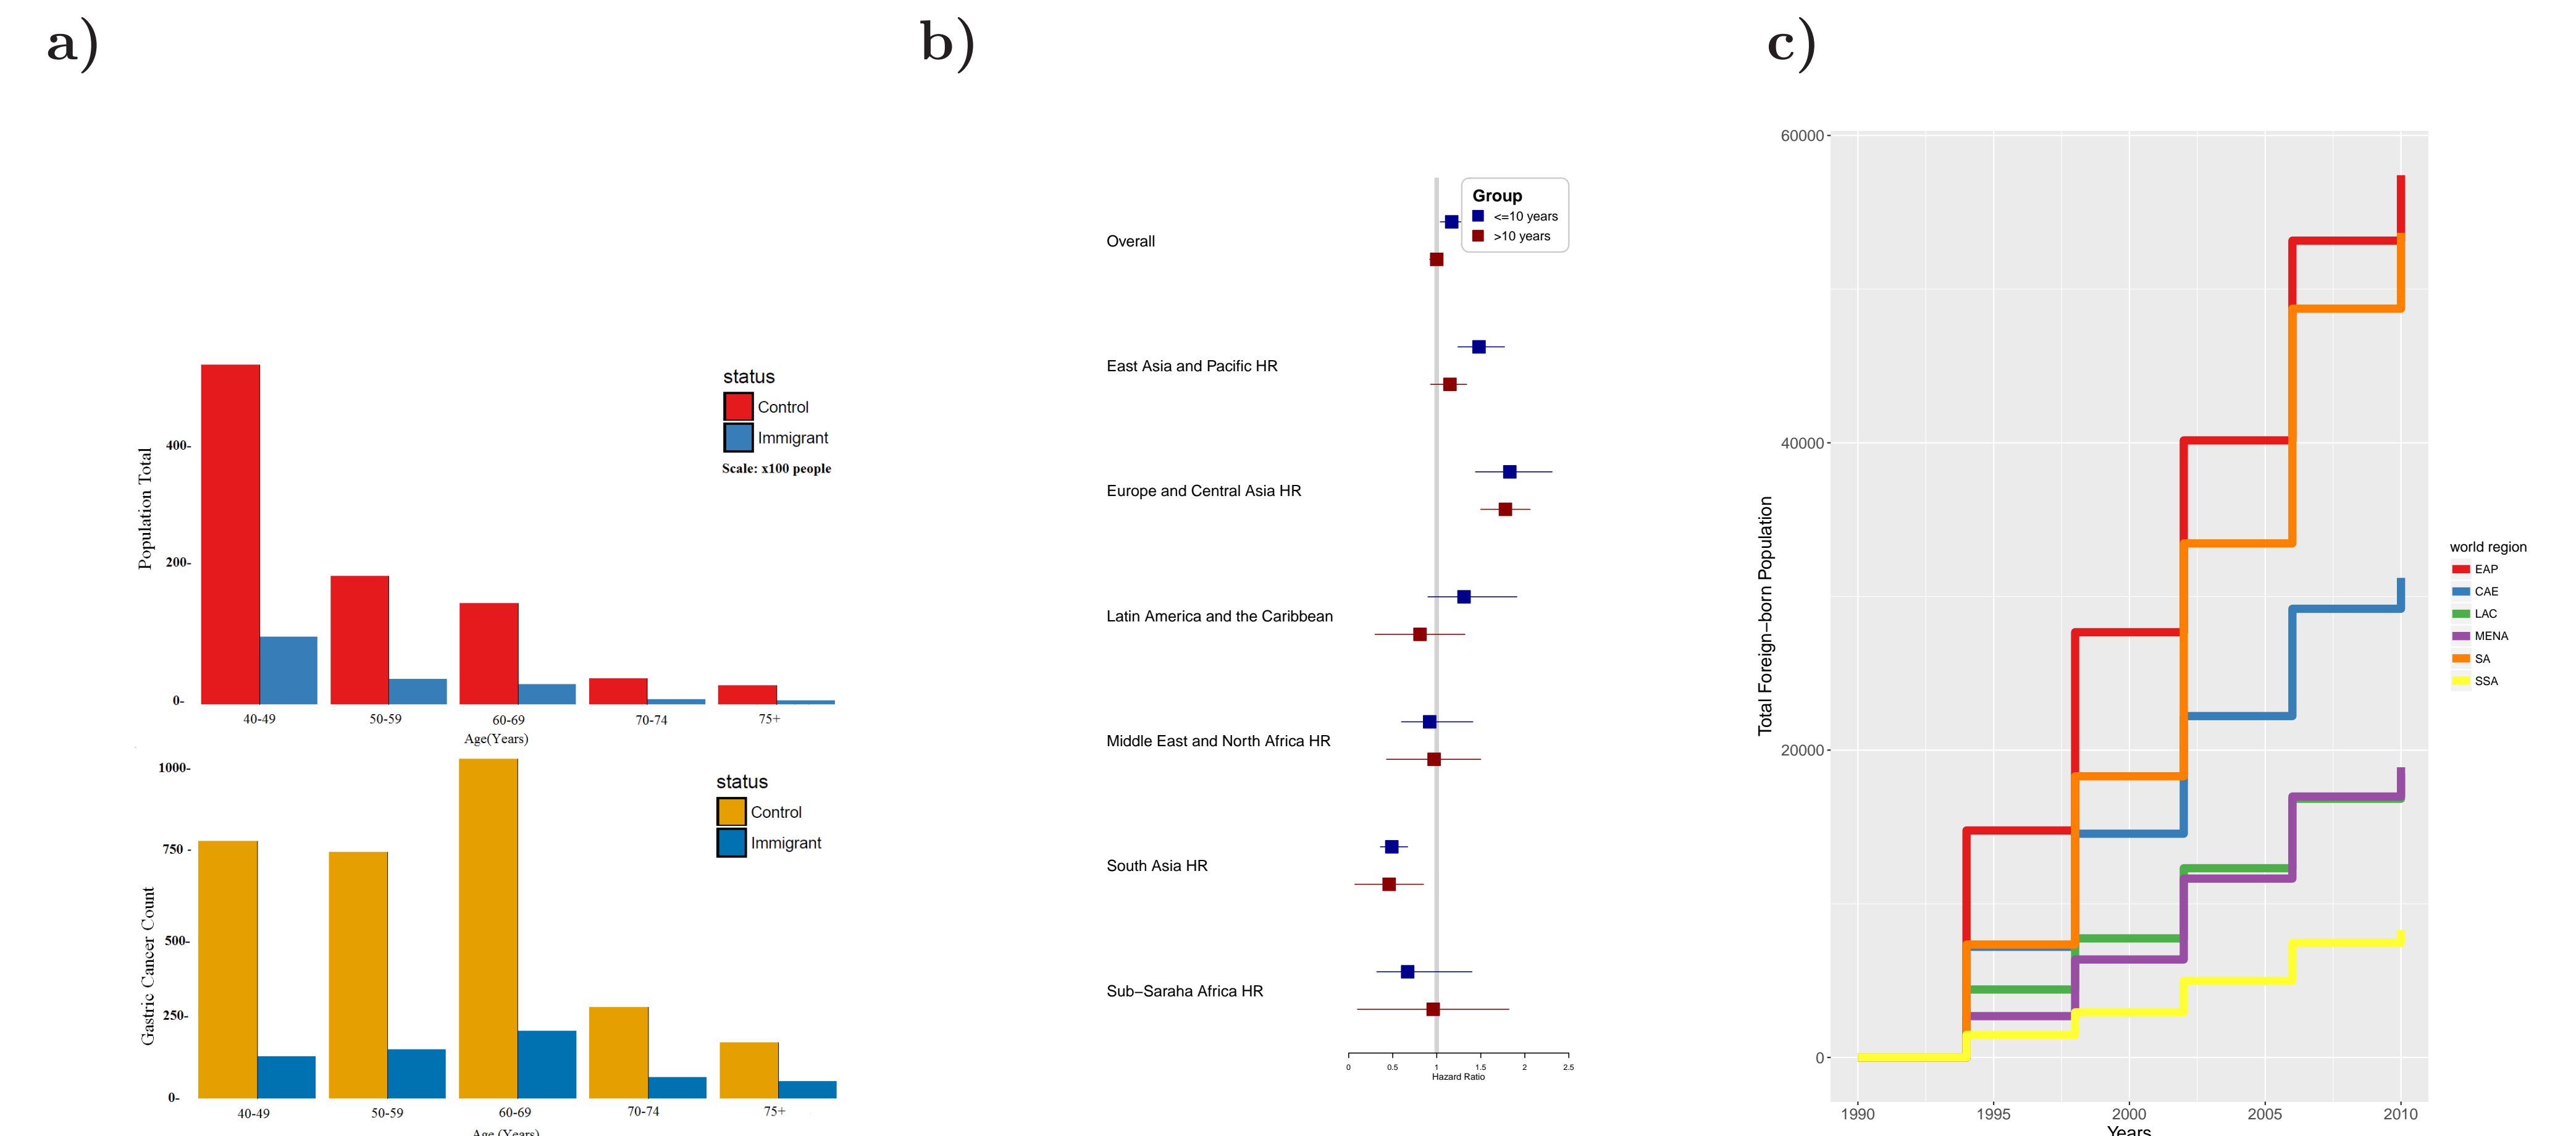 a)
b)
c)
status
Control
Immigrant
Scale: x100 people
Population Total
400-
200-
0-
40-49
50-59
60-69
70-74
75+
Age(Years)
status
Control
Immigrant
Gastric Cancer Count
1000-
750 -
500-
250-
0-
40-49
50-59
60-69
70-74
75+
Age (Years)
Group
<=10 years
>10 years
Overall
East Asia and Pacific HR
Europe and Central Asia HR
Latin America and the Caribbean
Middle East and North Africa HR
South Asia HR
Sub−Saraha Africa HR
0
0.5
1
1.5
2
2.5
Hazard Ratio
Total Foreign−born Population
60000
40000
20000
0
1990
1995
2000
2005
2010
Years
world region
EAP
CAE
LAC
MENA
SA
SSA